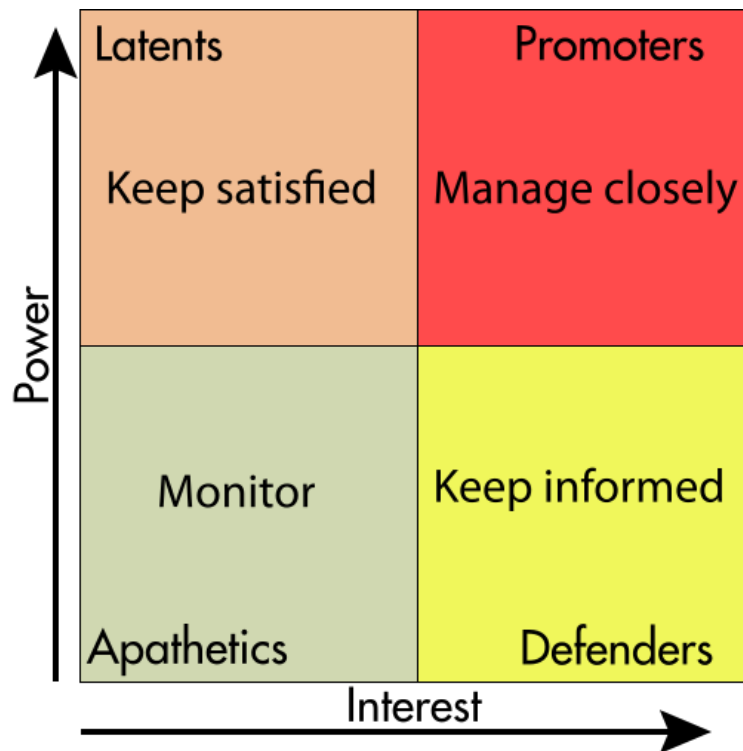 Latents
Promoters
Keep satisfied
Manage closely
Power
Monitor
Keep informed
Apathetics
Defenders
Interest